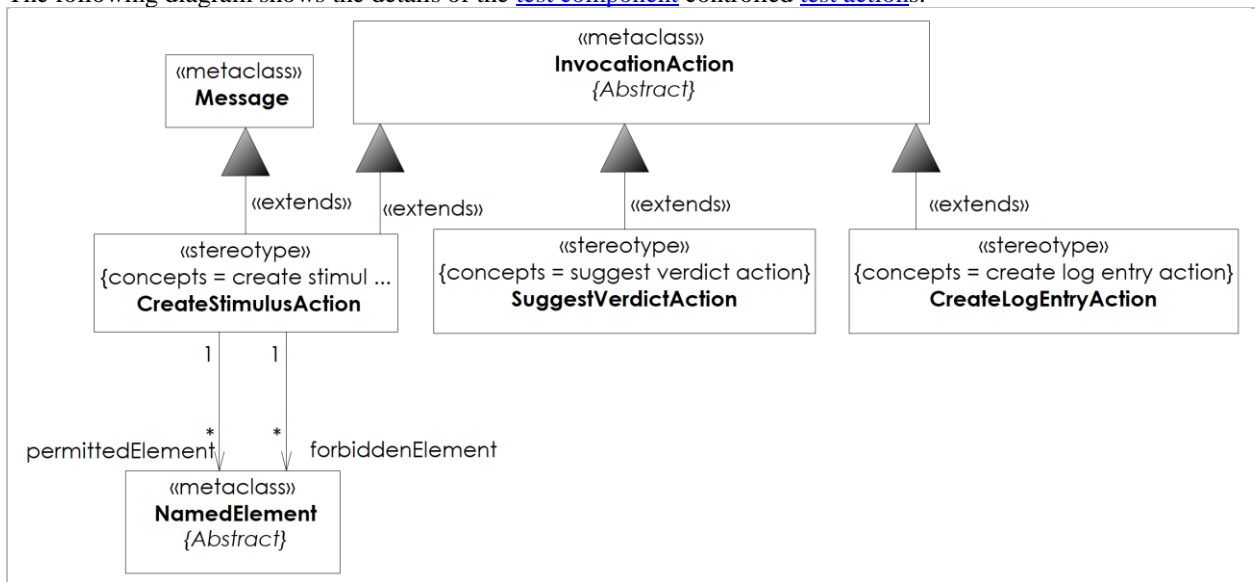 The following diagram shows the details of the test component controlled test actions.
«metaclass»
Message
«metaclass»
InvocationAction
{Abstract}
«extends»
«extends»
«extends»
«extends»
«stereotype»
{concepts = create stimul ...
CreateStimulusAction
«stereotype»
{concepts = suggest verdict action}
SuggestVerdictAction
«stereotype»
{concepts = create log entry action}
CreateLogEntryAction
1
1
*
*
permittedElement
forbiddenElement
«metaclass»
NamedElement
{Abstract}